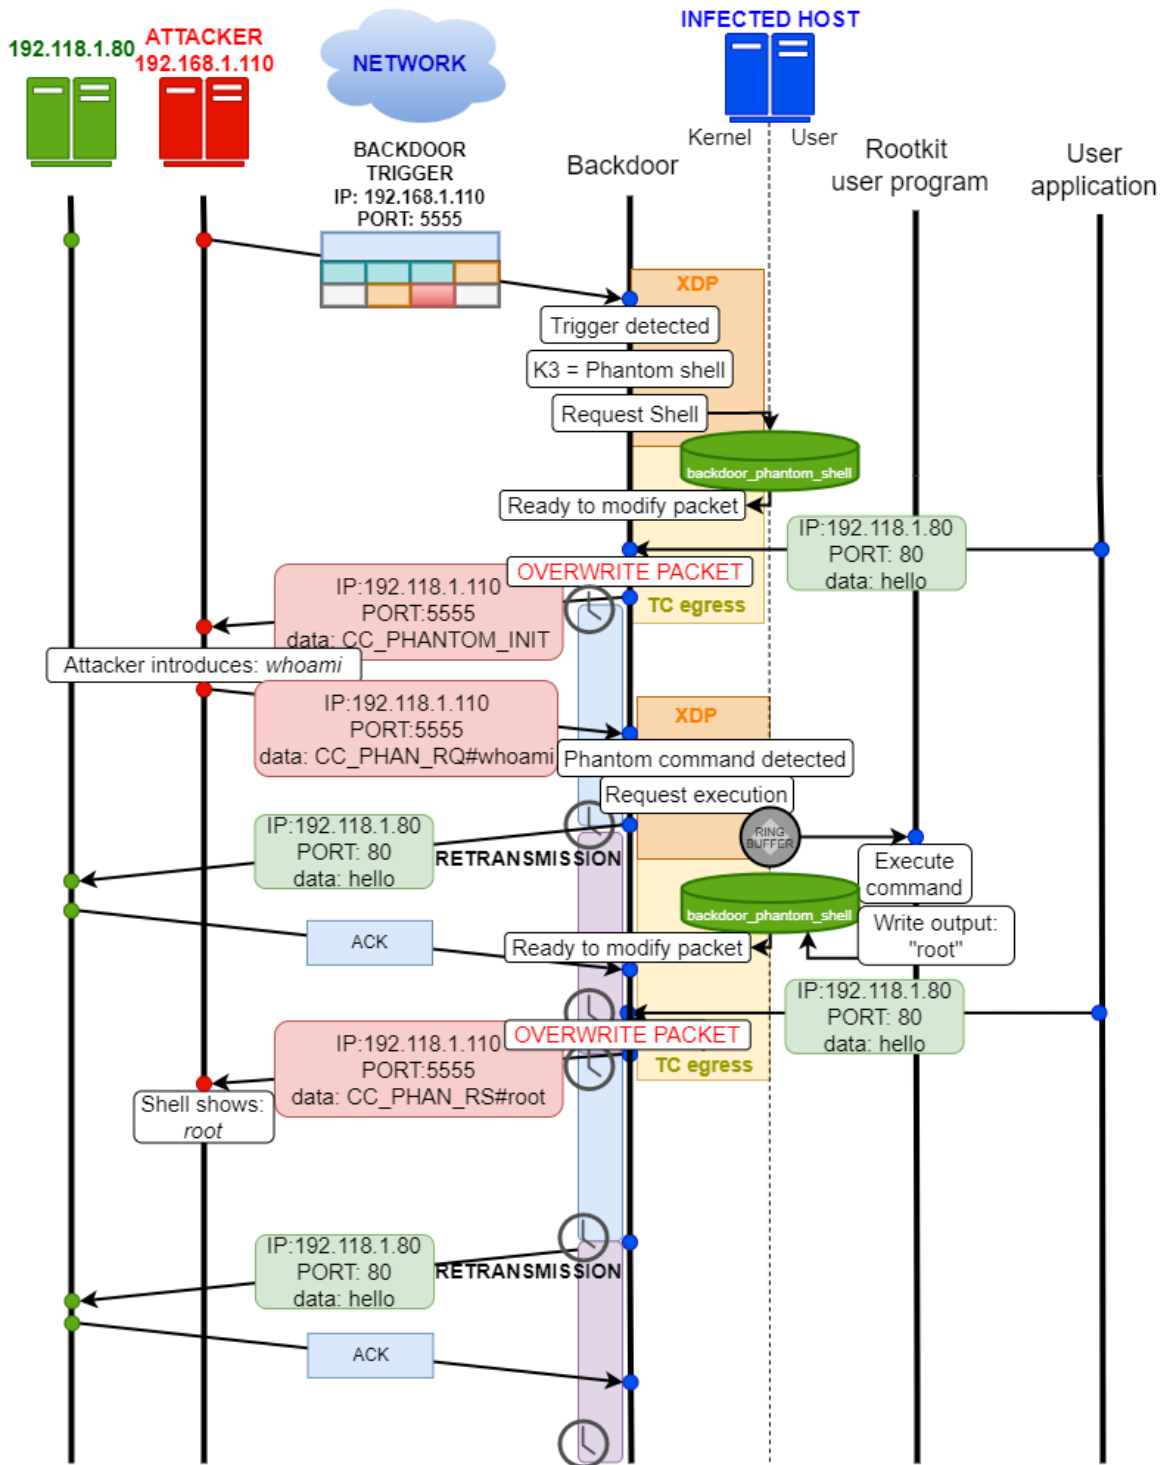 INFECTED HOST
192.118.1.80
ATTACKER
192.168.1.110
NETWORK
Kernel
User
BACKDOOR
TRIGGER
IP: 192.168.1.110
PORT: 5555
Backdoor
Rootkit
user program
User
application
XDP
Trigger detected
K3 = Phantom shell
Request Shell
backdoor_phantom_shell
Ready to modify packet
IP:192.118.1.80
PORT: 80
data: hello
OVERWRITE PACKET
TC egress
IP:192.118.1.110
PORT:5555
data: CC_PHANTOM_INIT
Attacker introduces: whoami
IP:192.118.1.110
PORT:5555
data: CC_PHAN_RQ#whoami
XDP
Phantom command detected
Request execution
RING
BUFFER
IP:192.118.1.80
PORT: 80
data: hello
RETRANSMISSION
Execute
command
backdoor_phantom_shell
Write output:
"root"
ACK
Ready to modify packet
IP:192.118.1.80
PORT: 80
data: hello
OVERWRITE PACKET
TC egress
IP:192.118.1.110
PORT:5555
data: CC_PHAN_RS#root
Shell shows:
root
IP:192.118.1.80
PORT: 80
data: hello
RETRANSMISSION
ACK